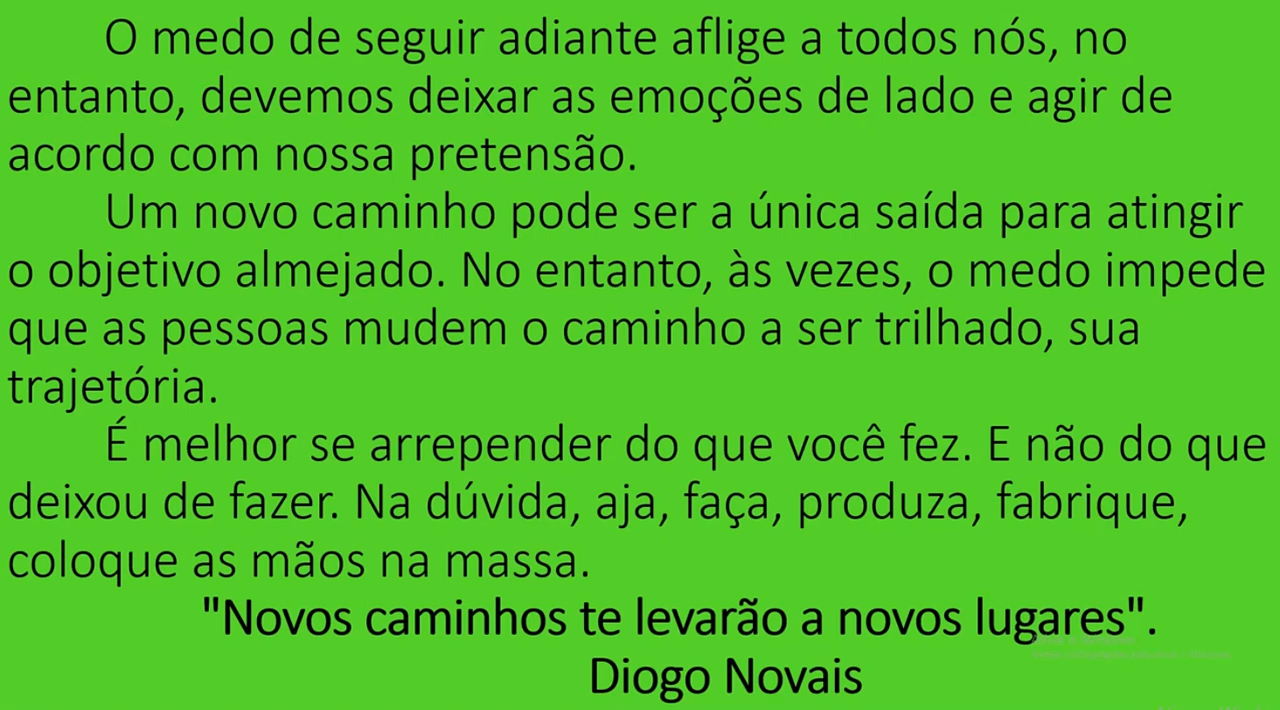 O medo de seguir adiante aflige a todos nós, no
entanto, devemos deixar as emoções de lado e agir de
acordo com nossa pretensão.
Um novo caminho pode ser a única saída para atingir
o objetivo almejado. No entanto, às vezes, o medo impede
que as pessoas mudem o caminho a ser trilhado, sua
trajetória.
É melhor se arrepender do que você fez. E não do que
deixou de fazer. Na dúvida, aja, faça, produza, fabrique,
coloque as mãos na massa.
"Novos caminhos te levarão a novos lugares".
Diogo Novais